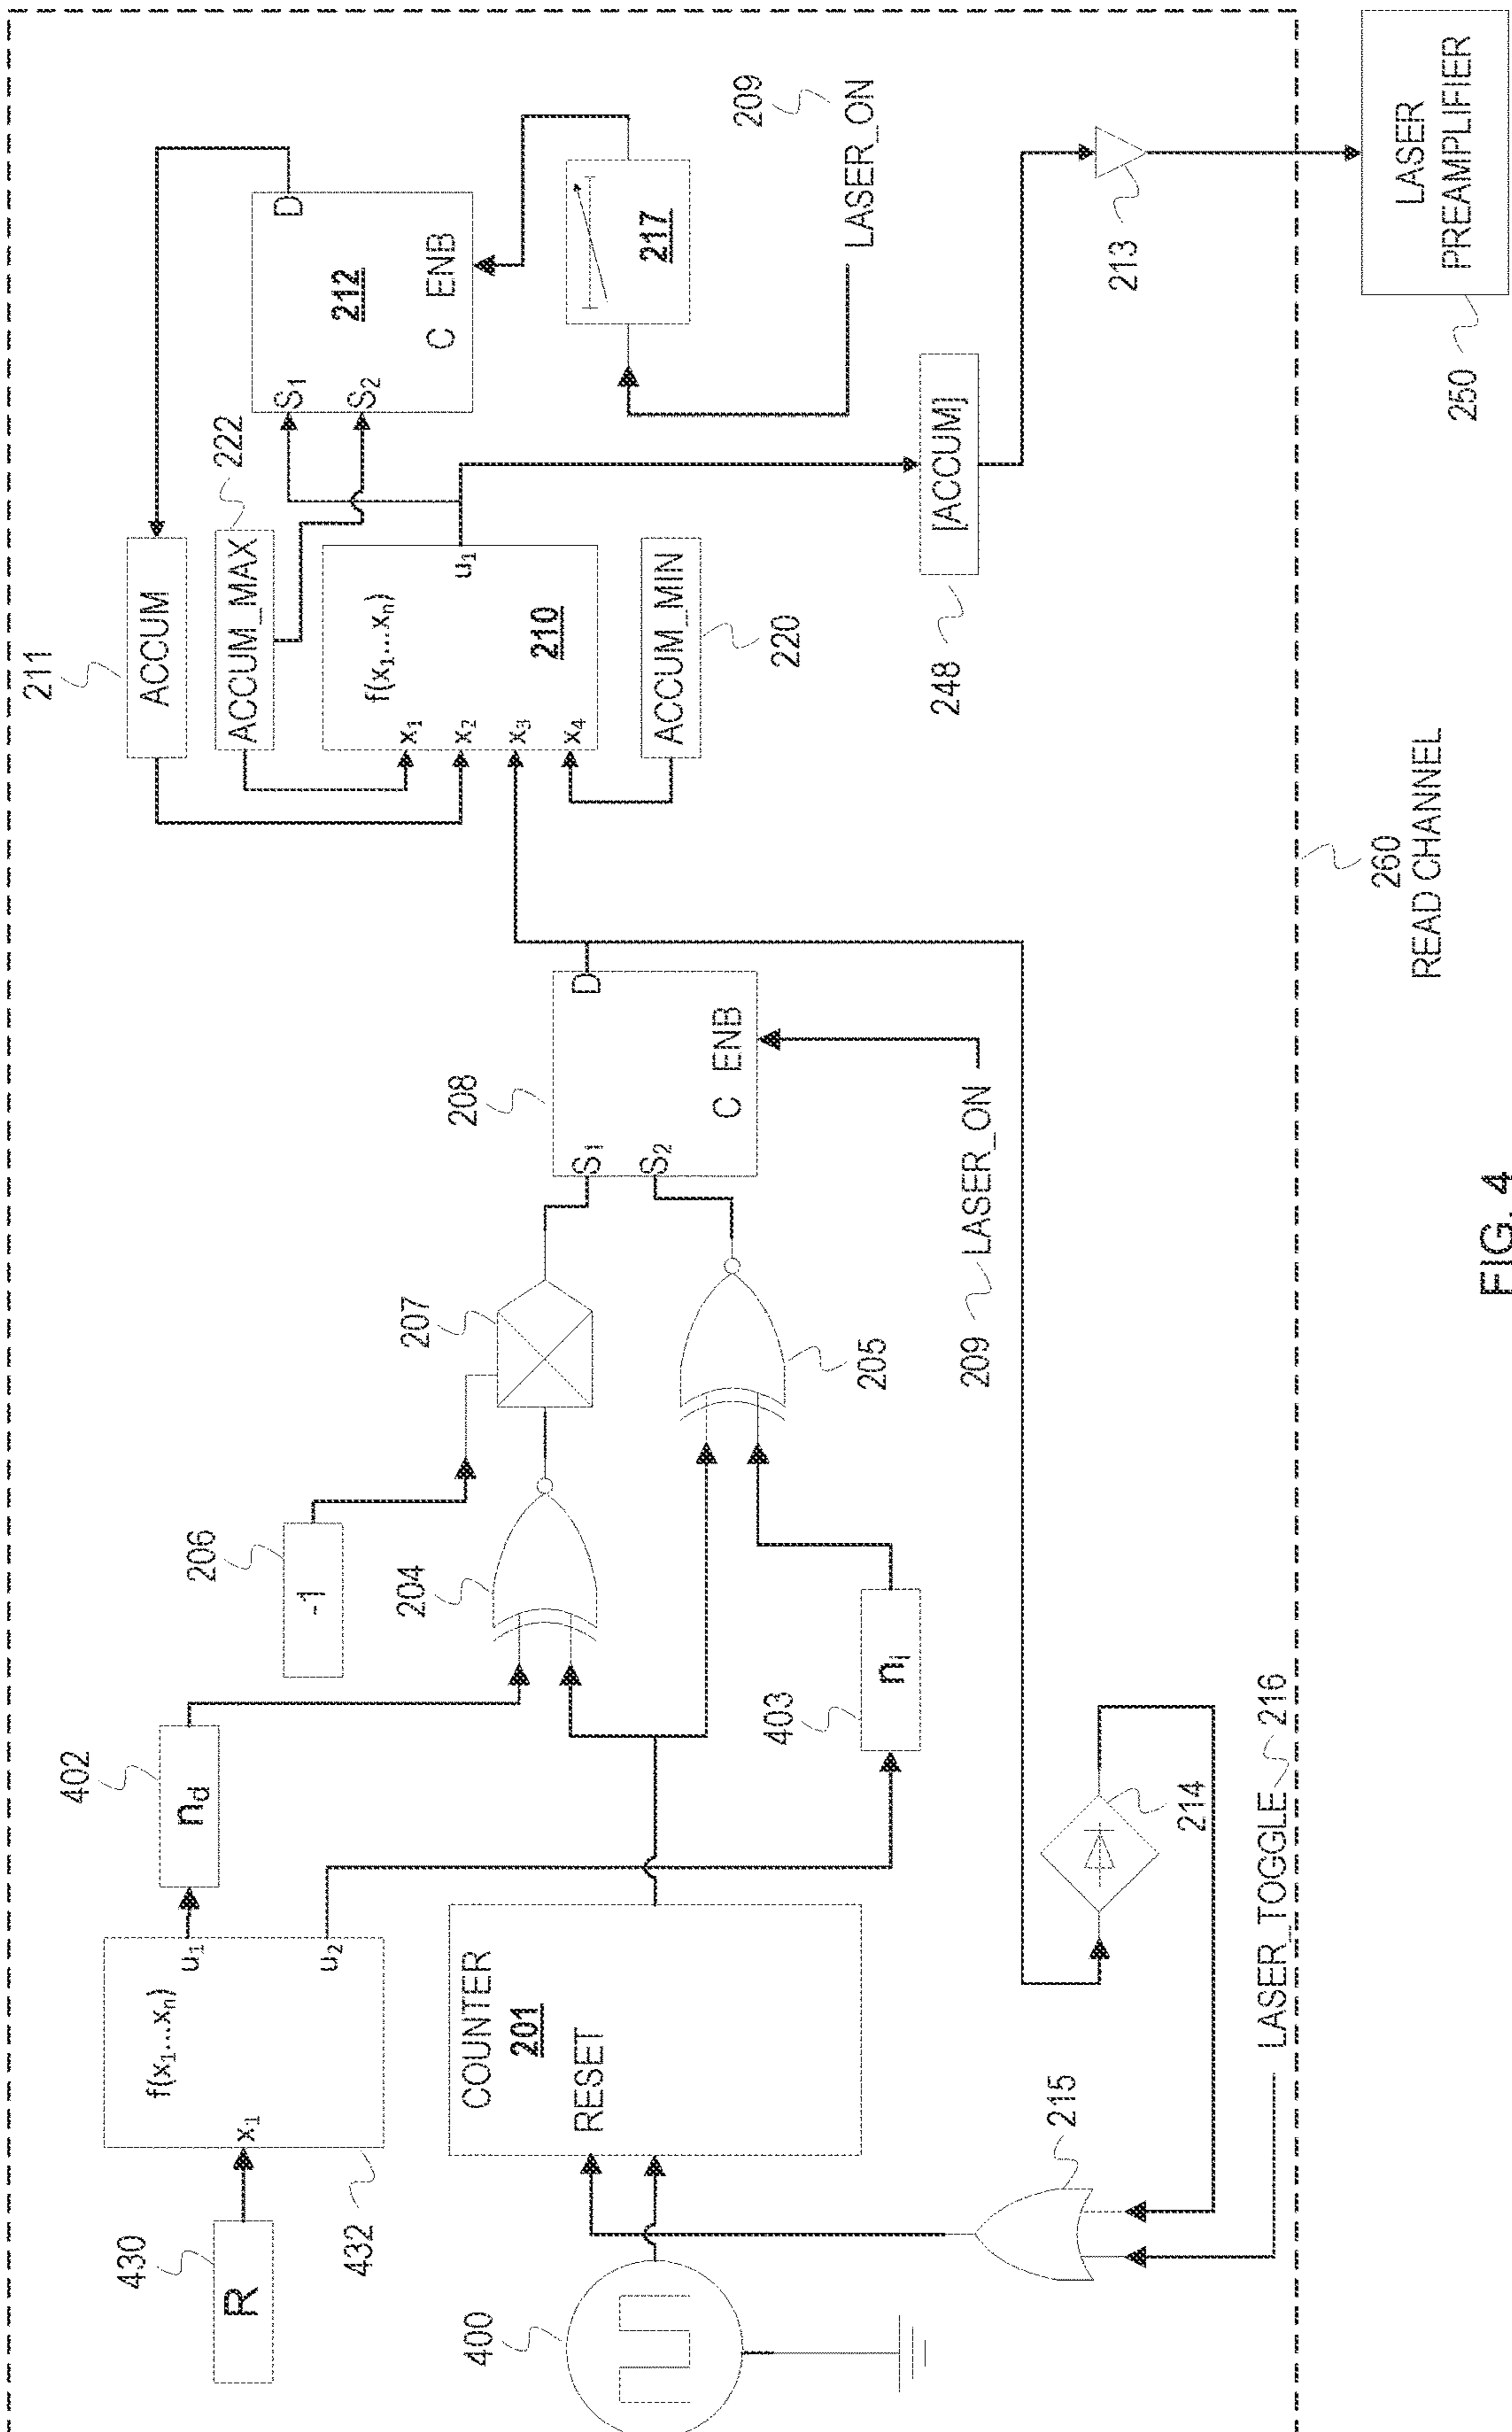 430
R
x₁
f(x₁...xₙ)
u₁
u₂
432
402
n_d
206
-1
204
207
400
COUNTER
201
RESET
403
n_i
205
208
S₁
S₂
D
C ENB
209 LASER_ON
215
214
LASER_TOGGLE 216
211
ACCUM
222
ACCUM_MAX
f(x₁...xₙ)
x₁
x₂
x₃
x₄
u₁
210
ACCUM_MIN
220
S₁
S₂
D
212
C ENB
217
209
LASER_ON
[ACCUM]
248
213
LASER
PREAMPLIFIER
250
260
READ CHANNEL
FIG. 4